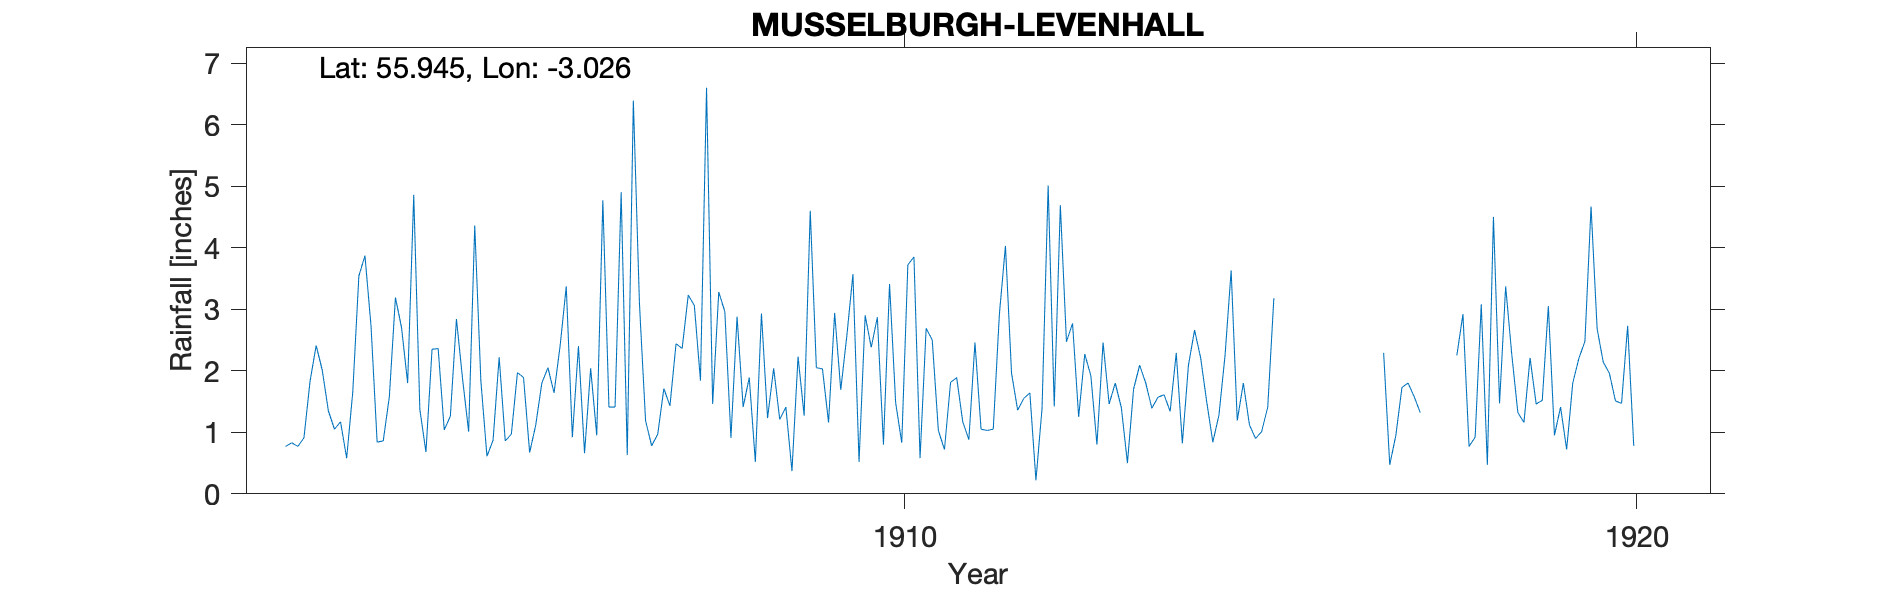 MUSSELBURGH-LEVENHALL
Lat: 55.945, Lon: -3.026
Rainfall [inches]
7
6
5
4
3
2
1
0
1910
1920
Year